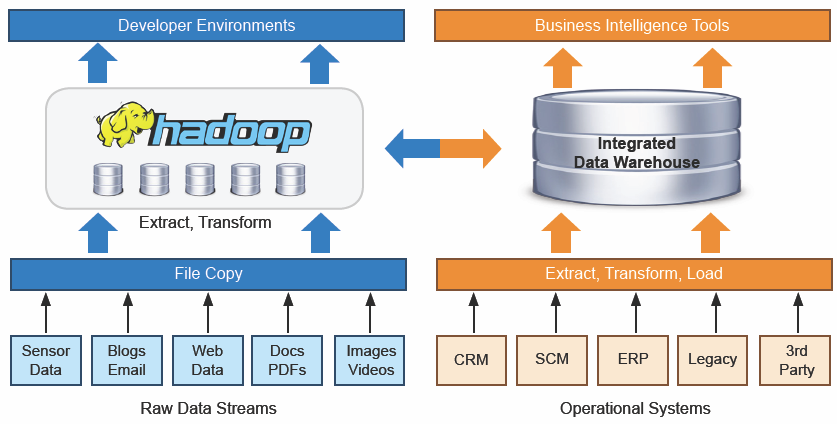 Developer Environments
Business Intelligence Tools
hadoop
Integrated
Data Warehouse
Extract, Transform
File Copy
Extract, Transform, Load
Sensor
Data
Blogs
Email
Web
Data
Docs
PDFs
Images
Videos
CRM
SCM
ERP
Legacy
3rd
Party
Raw Data Streams
Operational Systems